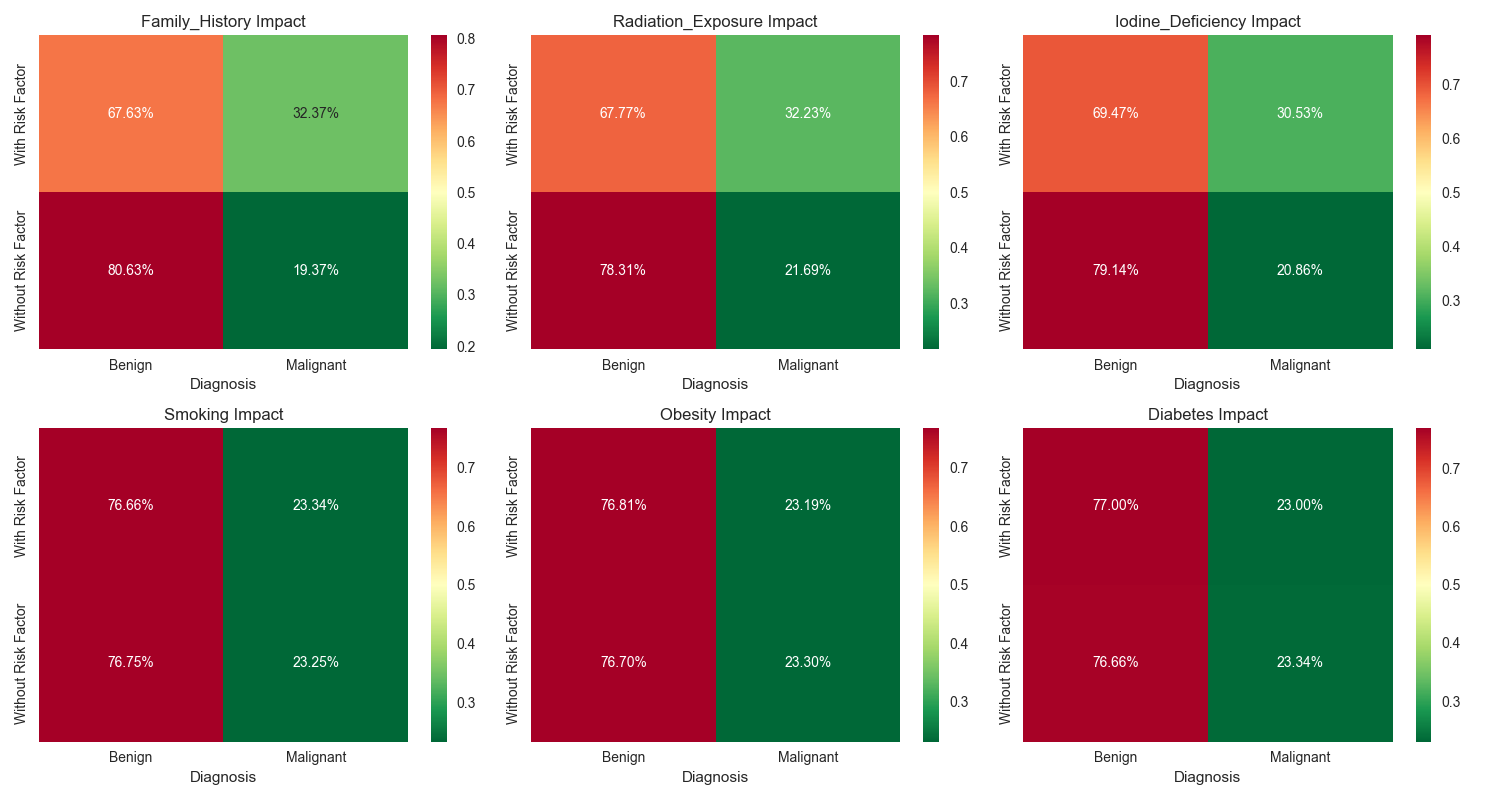 Family_History Impact
With Risk Factor
Without Risk Factor
67.63%
32.37%
80.63%
19.37%
Benign
Malignant
Diagnosis
0.8
0.7
0.6
0.5
0.4
0.3
0.2
Radiation_Exposure Impact
With Risk Factor
Without Risk Factor
67.77%
32.23%
78.31%
21.69%
Benign
Malignant
Diagnosis
0.7
0.6
0.5
0.4
0.3
Iodine_Deficiency Impact
With Risk Factor
Without Risk Factor
69.47%
30.53%
79.14%
20.86%
Benign
Malignant
Diagnosis
0.7
0.6
0.5
0.4
0.3
Smoking Impact
With Risk Factor
Without Risk Factor
76.66%
23.34%
76.75%
23.25%
Benign
Malignant
Diagnosis
0.7
0.6
0.5
0.4
0.3
Obesity Impact
With Risk Factor
Without Risk Factor
76.81%
23.19%
76.70%
23.30%
Benign
Malignant
Diagnosis
0.7
0.6
0.5
0.4
0.3
Diabetes Impact
With Risk Factor
Without Risk Factor
77.00%
23.00%
76.66%
23.34%
Benign
Malignant
Diagnosis
0.7
0.6
0.5
0.4
0.3